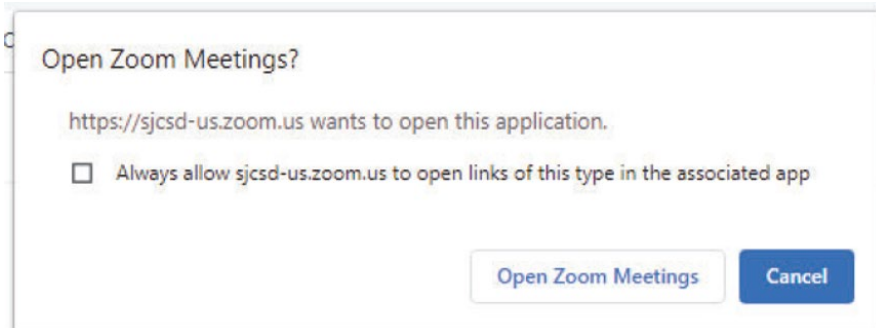 Open Zoom Meetings?
https://sjcsd-us.zoom.us wants to open this application.
Always allow sjcsd-us.zoom.us to open links of this type in the associated app
Open Zoom Meetings
Cancel